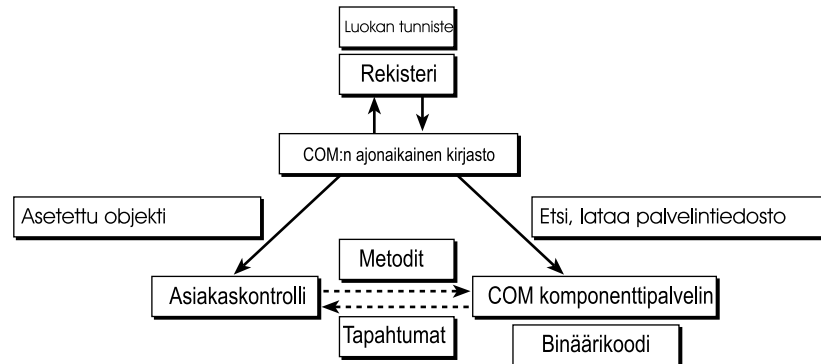 Luokan tunniste
Rekisteri
COM:n ajonaikainen kirjasto
Asetettu objekti
Etsi, lataa palvelintiedosto
Metodit
Asiakaskontrolli
COM komponenttipalvelin
Tapahtumat
Binäärikoodi